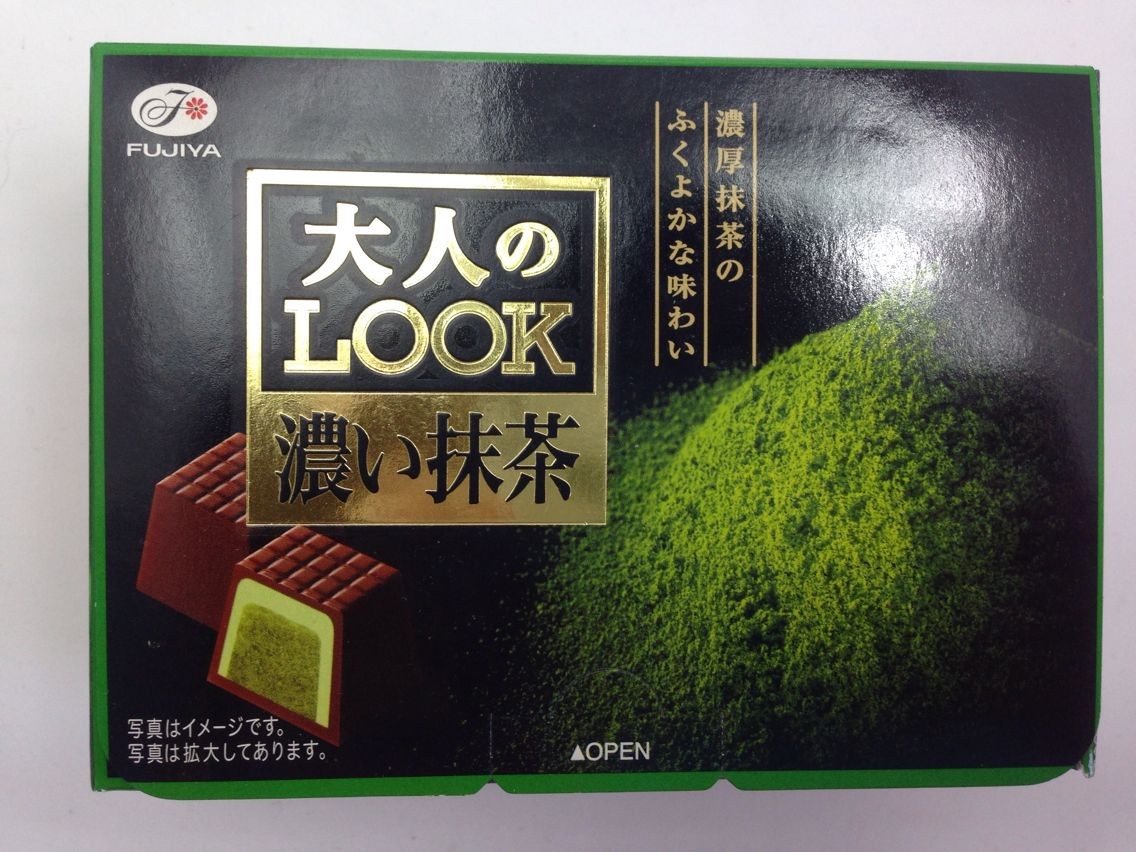 FUJIYA
大人の
LOOK
濃い抹茶
濃厚抹茶の
ふくよかな味わい
写真はイメージです。
写真は拡大してあります。
▲OPEN